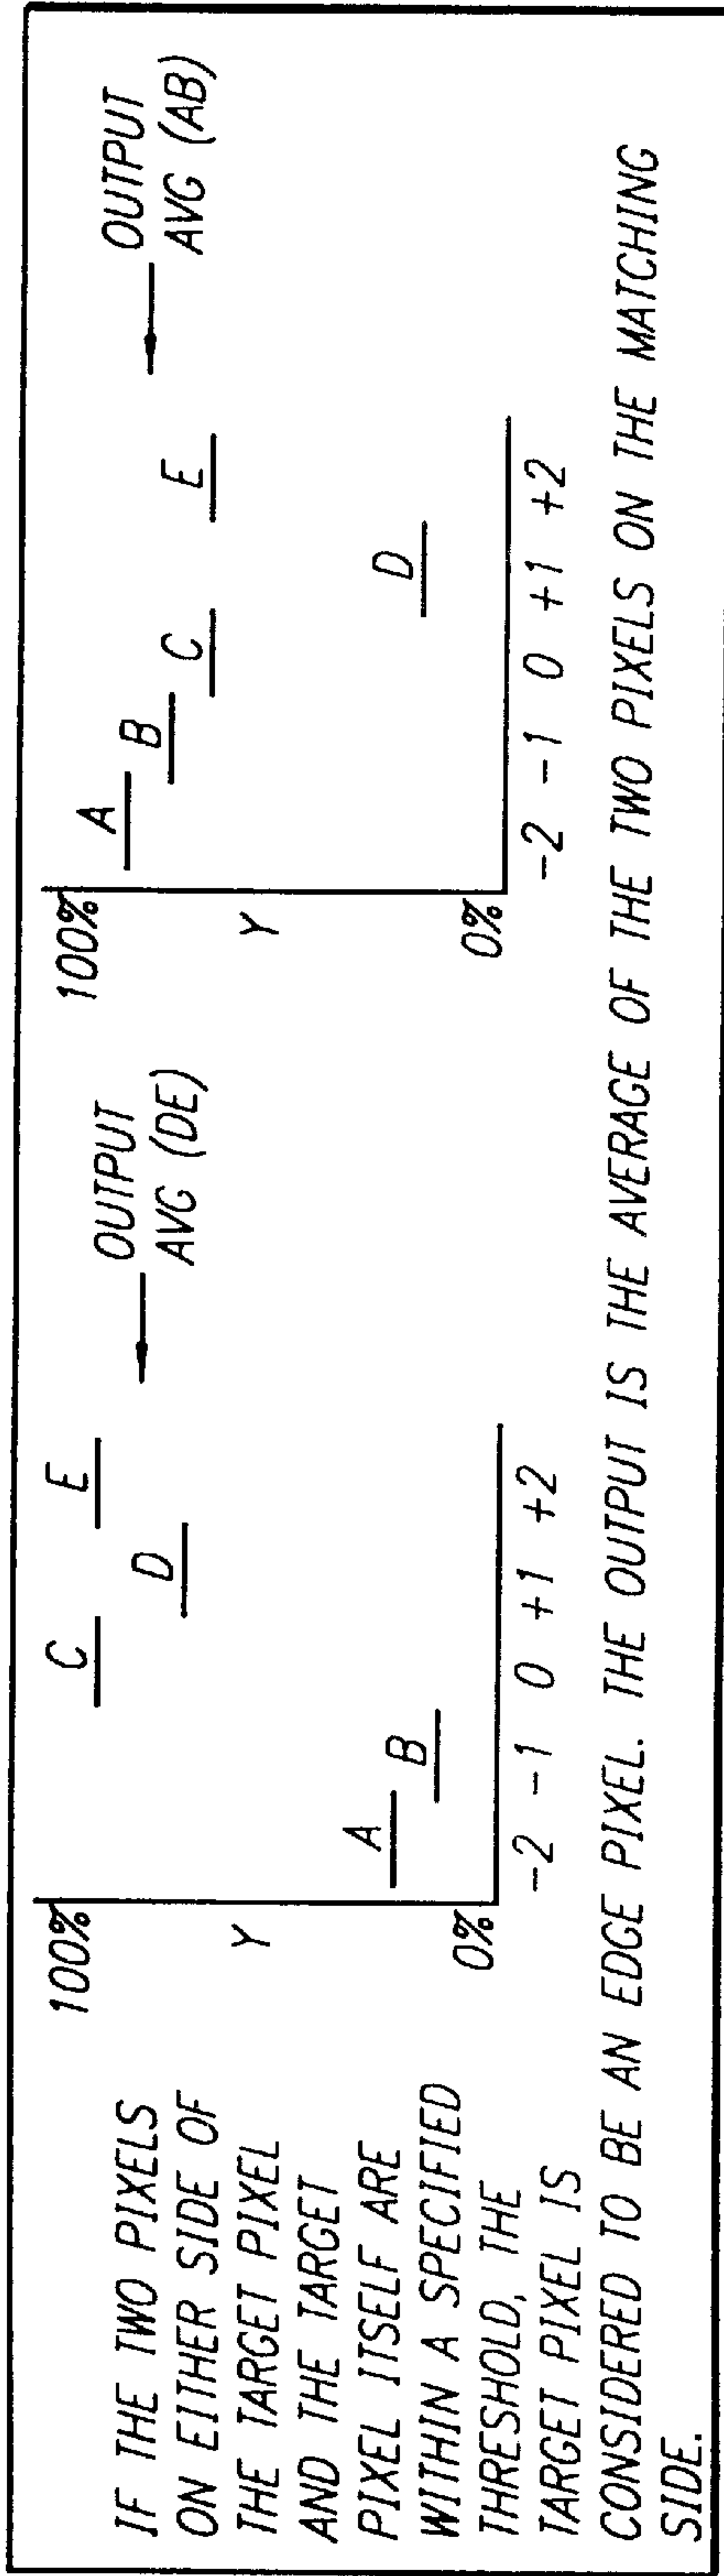 IF THE TWO PIXELS
ON EITHER SIDE OF
THE TARGET PIXEL
AND THE TARGET
PIXEL ITSELF ARE
WITHIN A SPECIFIED
THRESHOLD, THE
TARGET PIXEL IS
CONSIDERED TO BE AN EDGE PIXEL. THE OUTPUT IS THE AVERAGE OF THE TWO PIXELS ON THE MATCHING
SIDE.
100%
Y
0%
A
B
C
D
E
-2 -1 0 +1 +2
OUTPUT
AVG (DE)
100%
Y
0%
A
B
C
D
E
-2 -1 0 +1 +2
OUTPUT
AVG (AB)